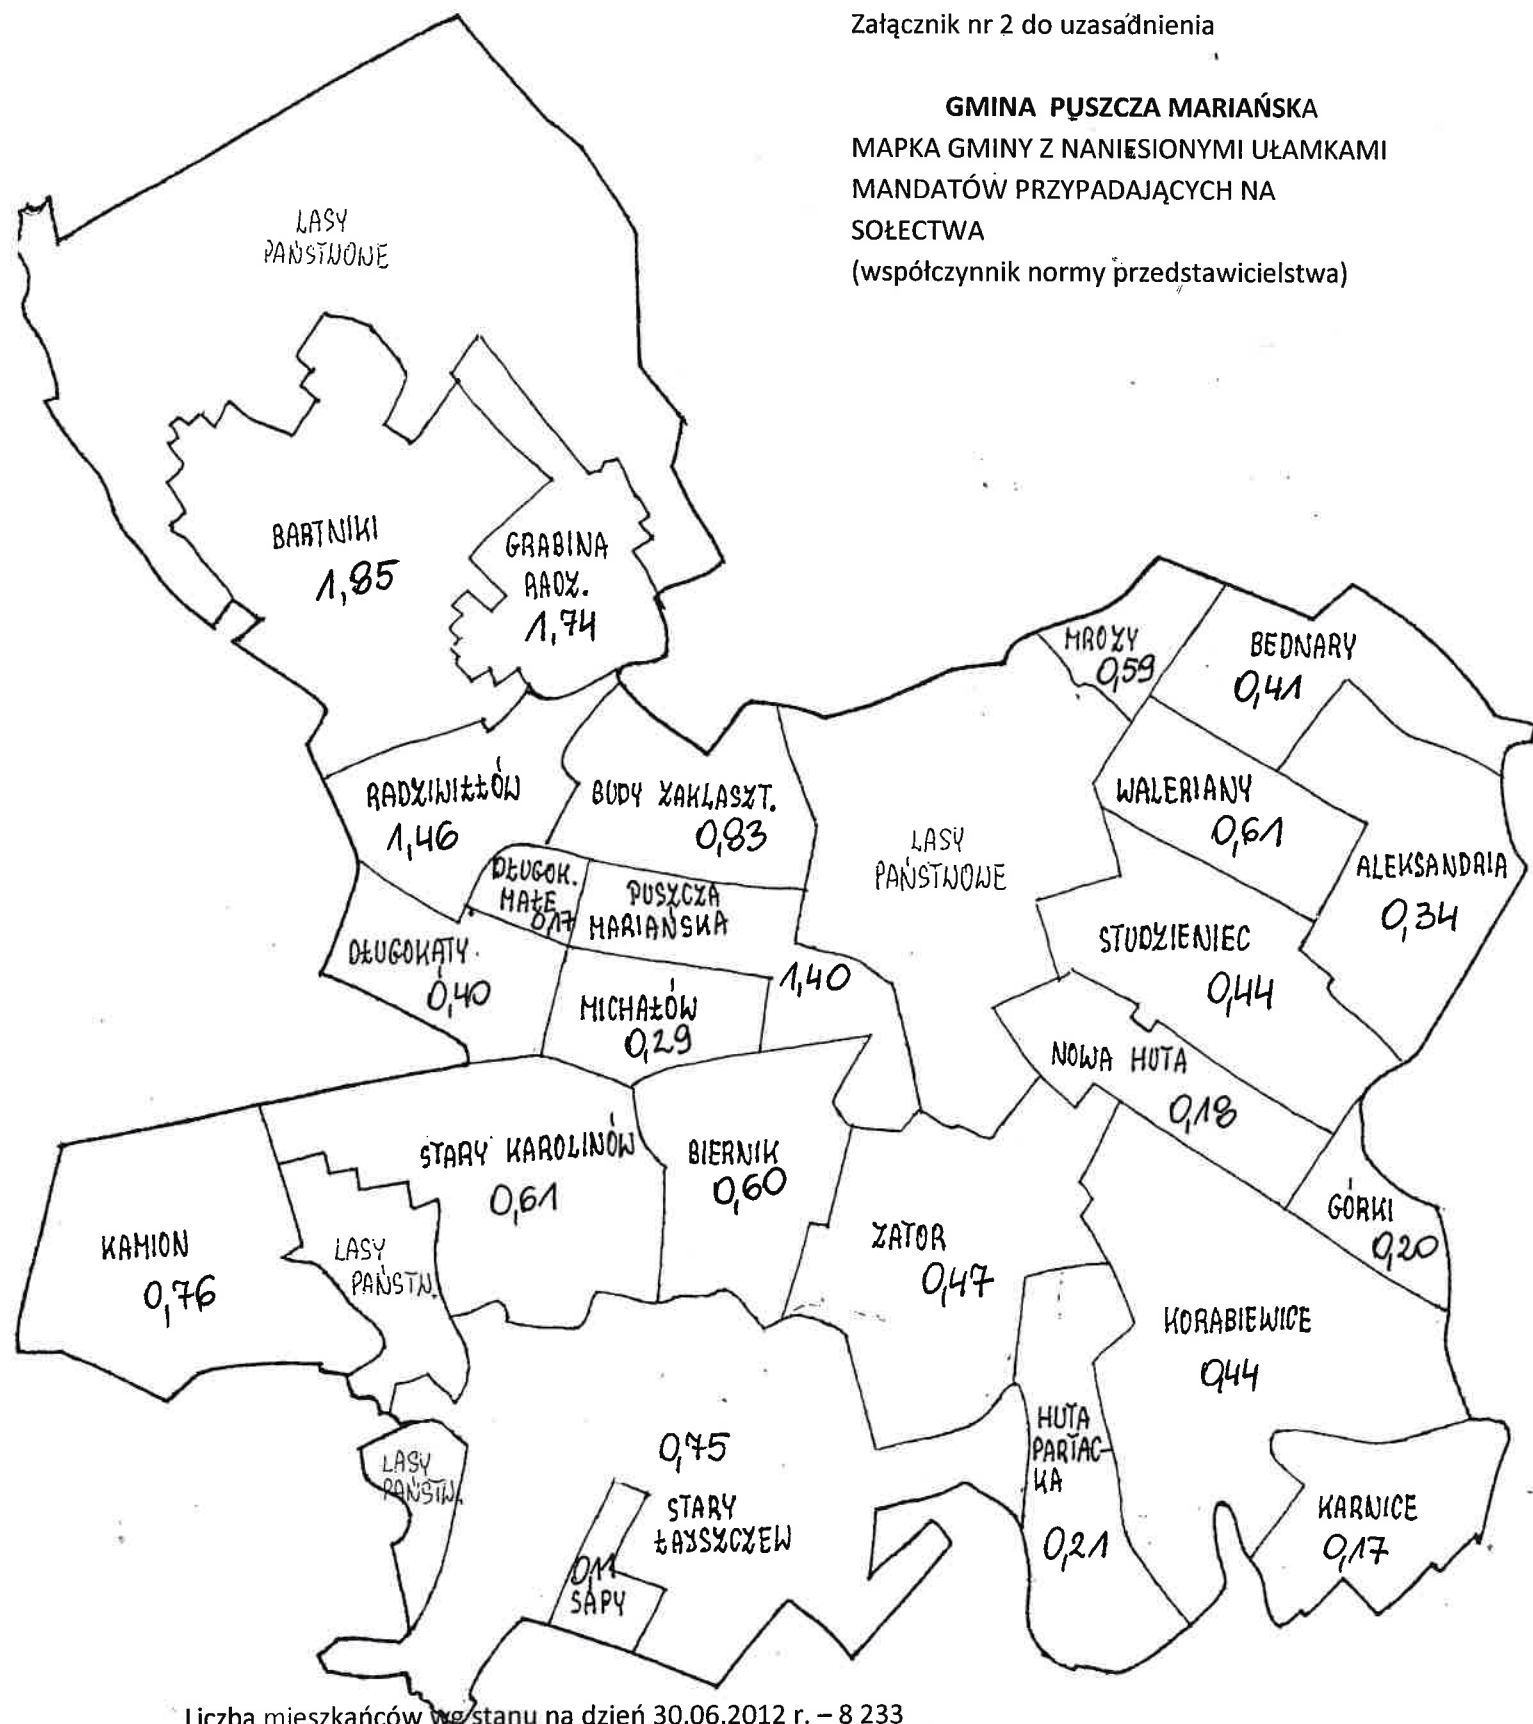 Załącznik nr 2 do uzasadnienia
GMINA PUSZCZA MARIAŃSKA
MAPKA GMINY Z NANIESIONYMI UŁAMKAMI
MANDATÓW PRZYPADAJĄCYCH NA
SOŁECTWA
(współczynnik normy przedstawicielstwa)
LASY
PAŃSTWOWE
BARTNIKI
1,85
GRABINA
RADZ.
1,74
MROZY
0,59
BEDNARY
0,41
RADZIWIŁŁÓW
1,46
BUDY ZAKLASZT.
0,83
LASY
PAŃSTWOWE
WALERIANY
0,61
ALEKSANDRIA
0,34
DŁUGOK.
MAŁE
0,17
PUSZCZA
MARIAŃSKA
1,40
STUDZIENIEC
0,44
DŁUGOKĄTY
0,40
MICHAŁÓW
0,29
NOWA HUTA
0,18
STARY KAROLINÓW
0,61
BIERNIK
0,60
GÓRKI
0,20
KAMION
0,76
LASY
PAŃSTW.
ZATOR
0,47
KORABIEWICE
0,44
HUTA
PARTAC-
KA
0,21
LASY
PAŃSTW.
0,75
STARY
ŁAJSZCZEW
KARNICE
0,17
0,11
SAPY
Liczba mieszkańców wg stanu na dzień 30.06.2012 r. – 8 233